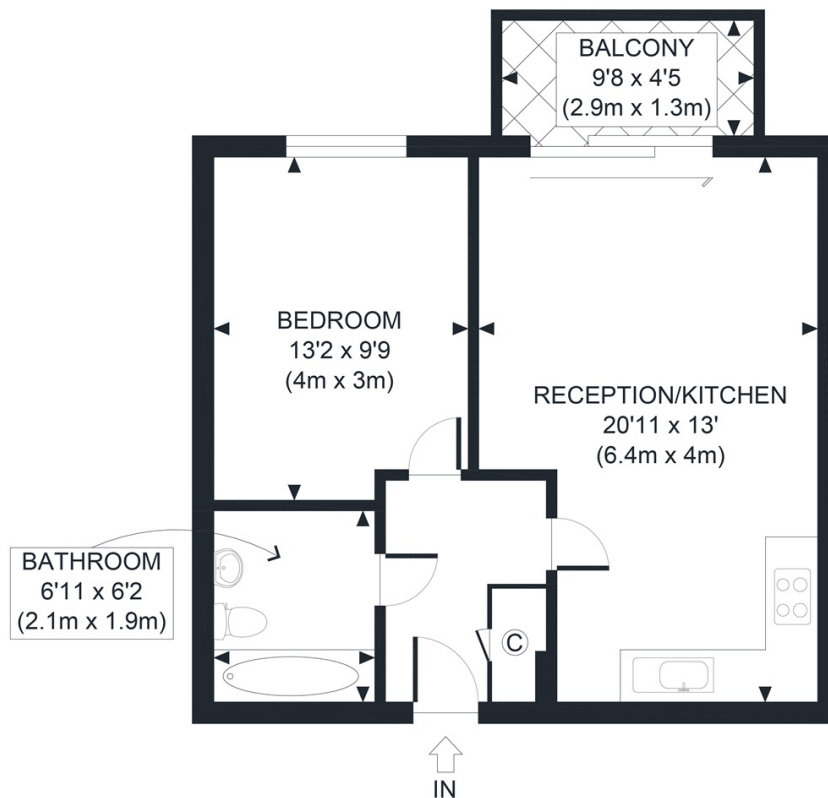 BALCONY
9'8 x 4'5
(2.9m x 1.3m)
BEDROOM
13'2 x 9'9
(4m x 3m)
RECEPTION/KITCHEN
20'11 x 13'
(6.4m x 4m)
BATHROOM
6'11 x 6'2
(2.1m x 1.9m)
C
IN